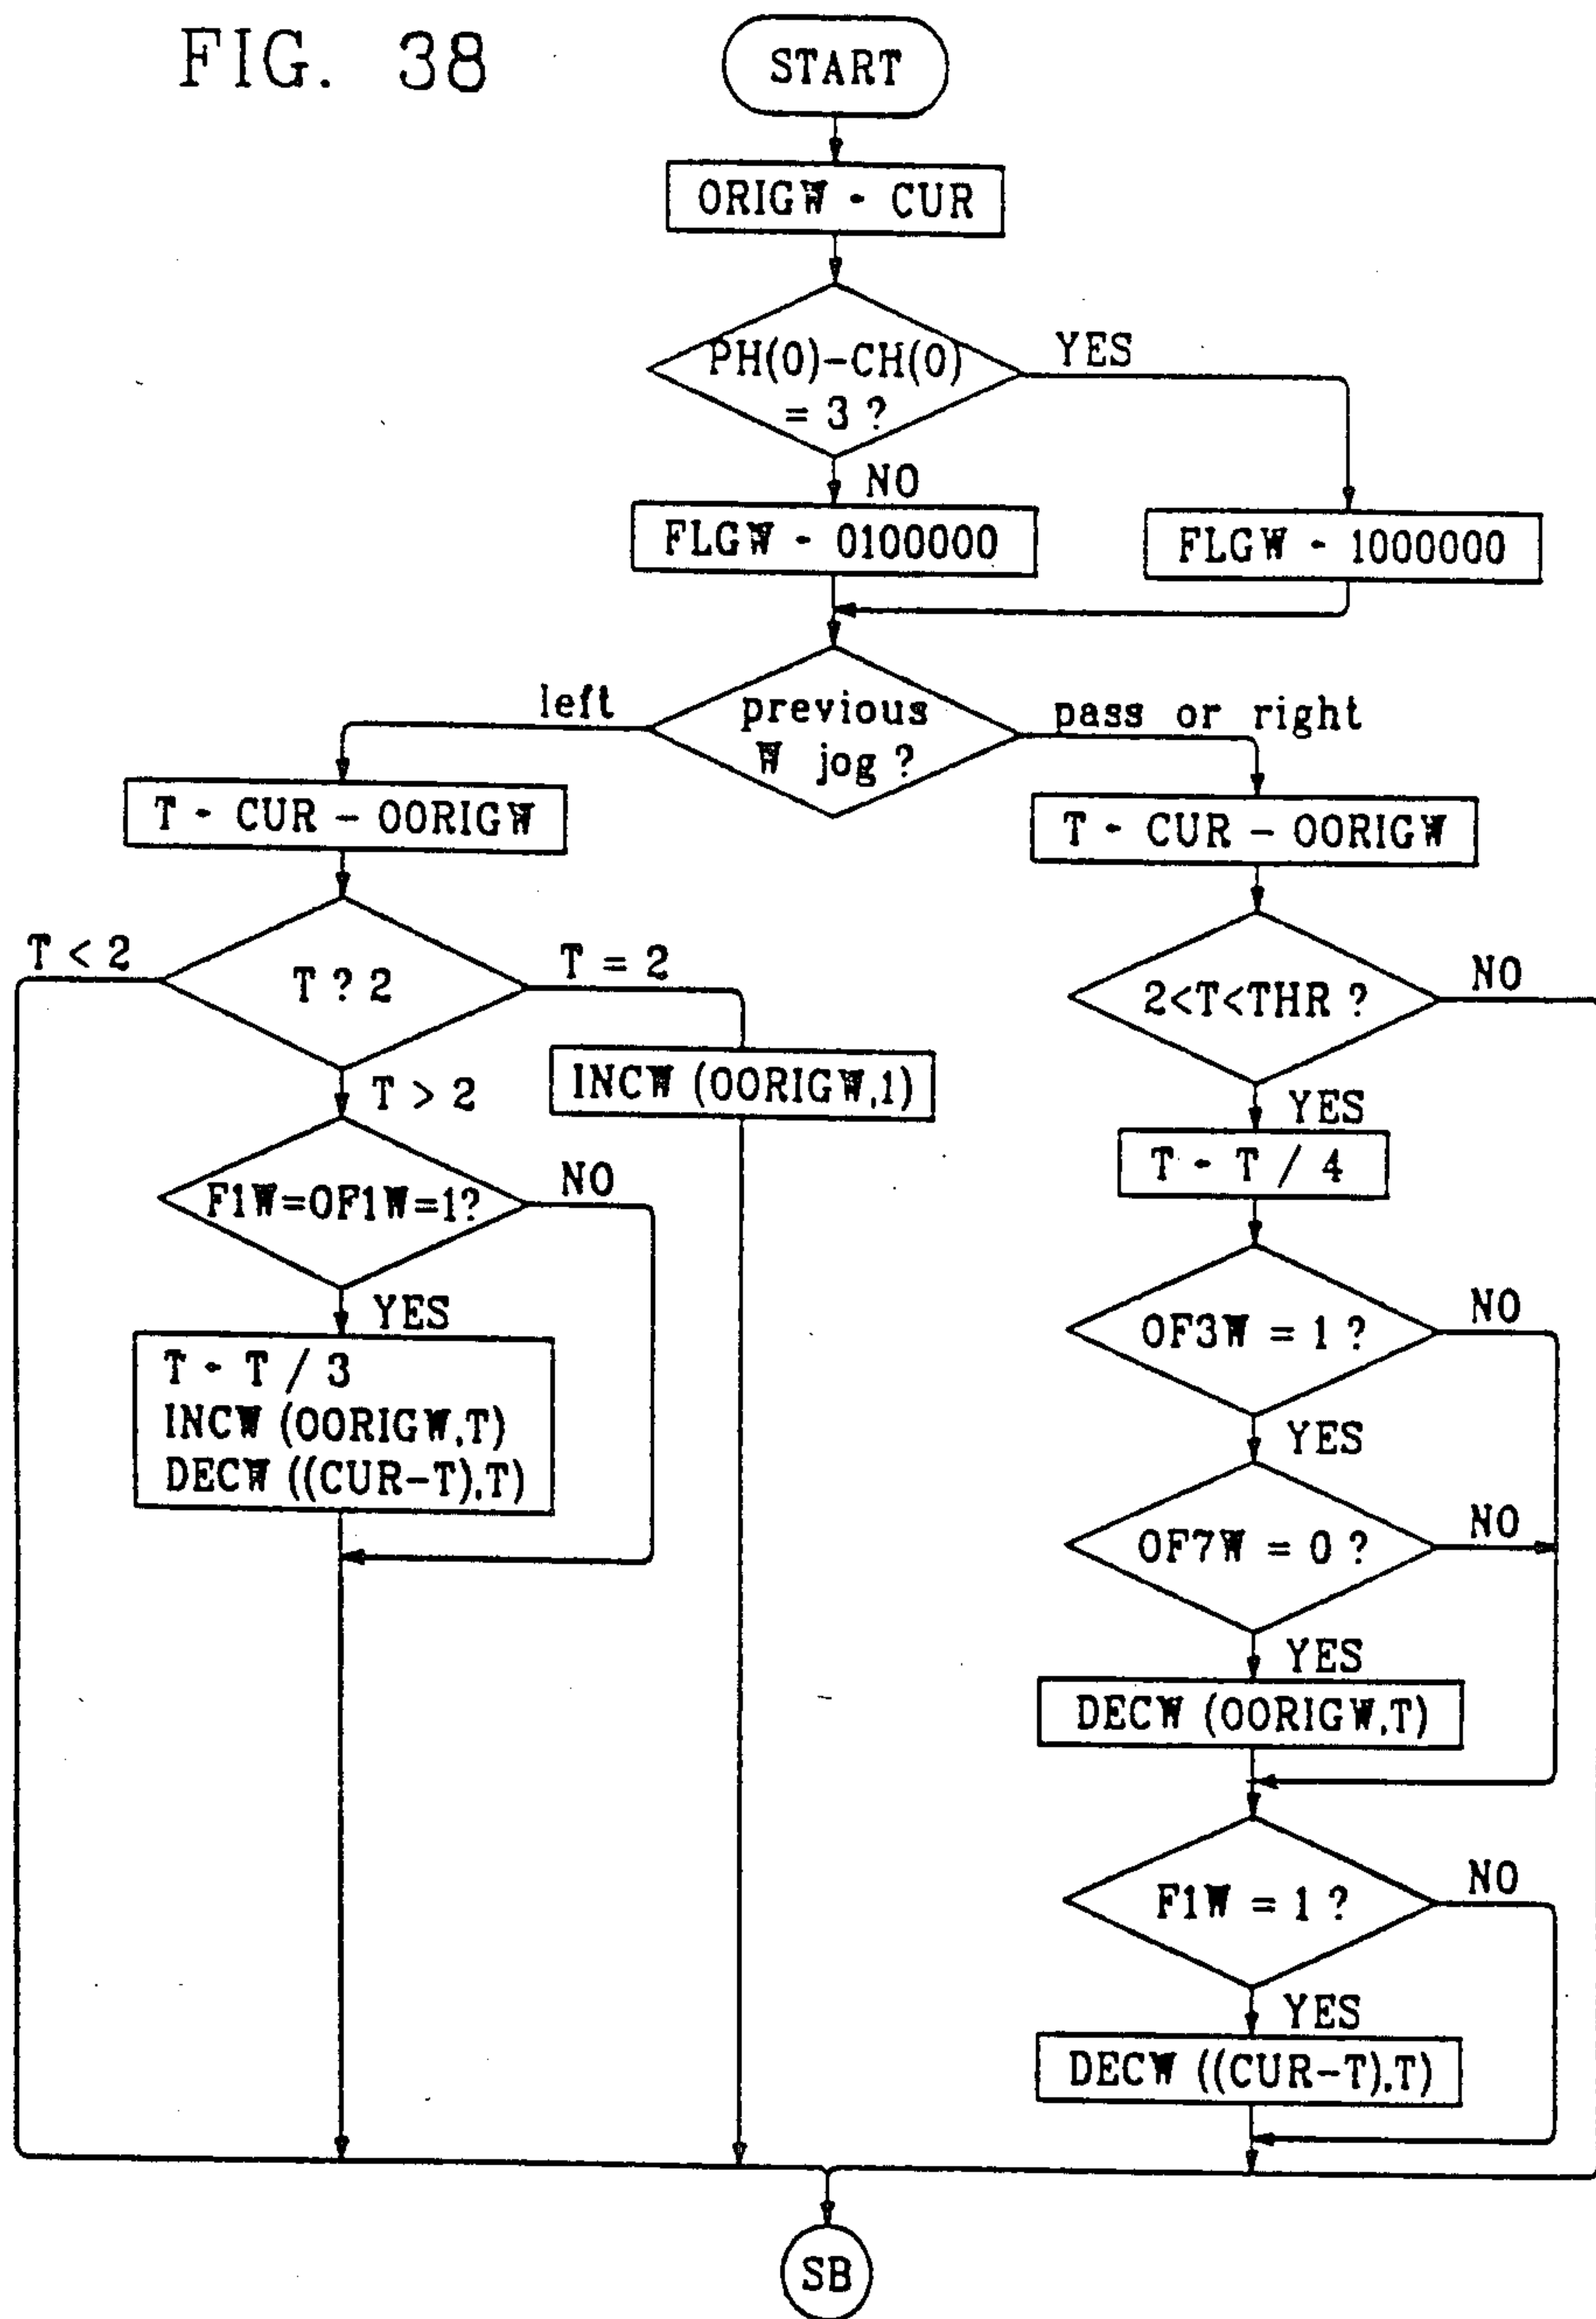 FIG. 38
START
ORIGW - CUR
PH(0)-CH(0)
= 3 ?
YES
NO
FLGW - 0100000
FLGW - 1000000
previous
W jog ?
left
pass or right
T - CUR - OORIGW
T - CUR - OORIGW
T ? 2
T < 2
T = 2
T > 2
INCW (OORIGW,1)
2<T<THR ?
NO
YES
T - T / 4
F1W=OF1W=1?
NO
YES
T - T / 3
INCW (OORIGW,T)
DECW ((CUR-T),T)
OF3W = 1 ?
NO
YES
OF7W = 0 ?
NO
YES
DECW (OORIGW,T)
F1W = 1 ?
NO
YES
DECW ((CUR-T),T)
SB